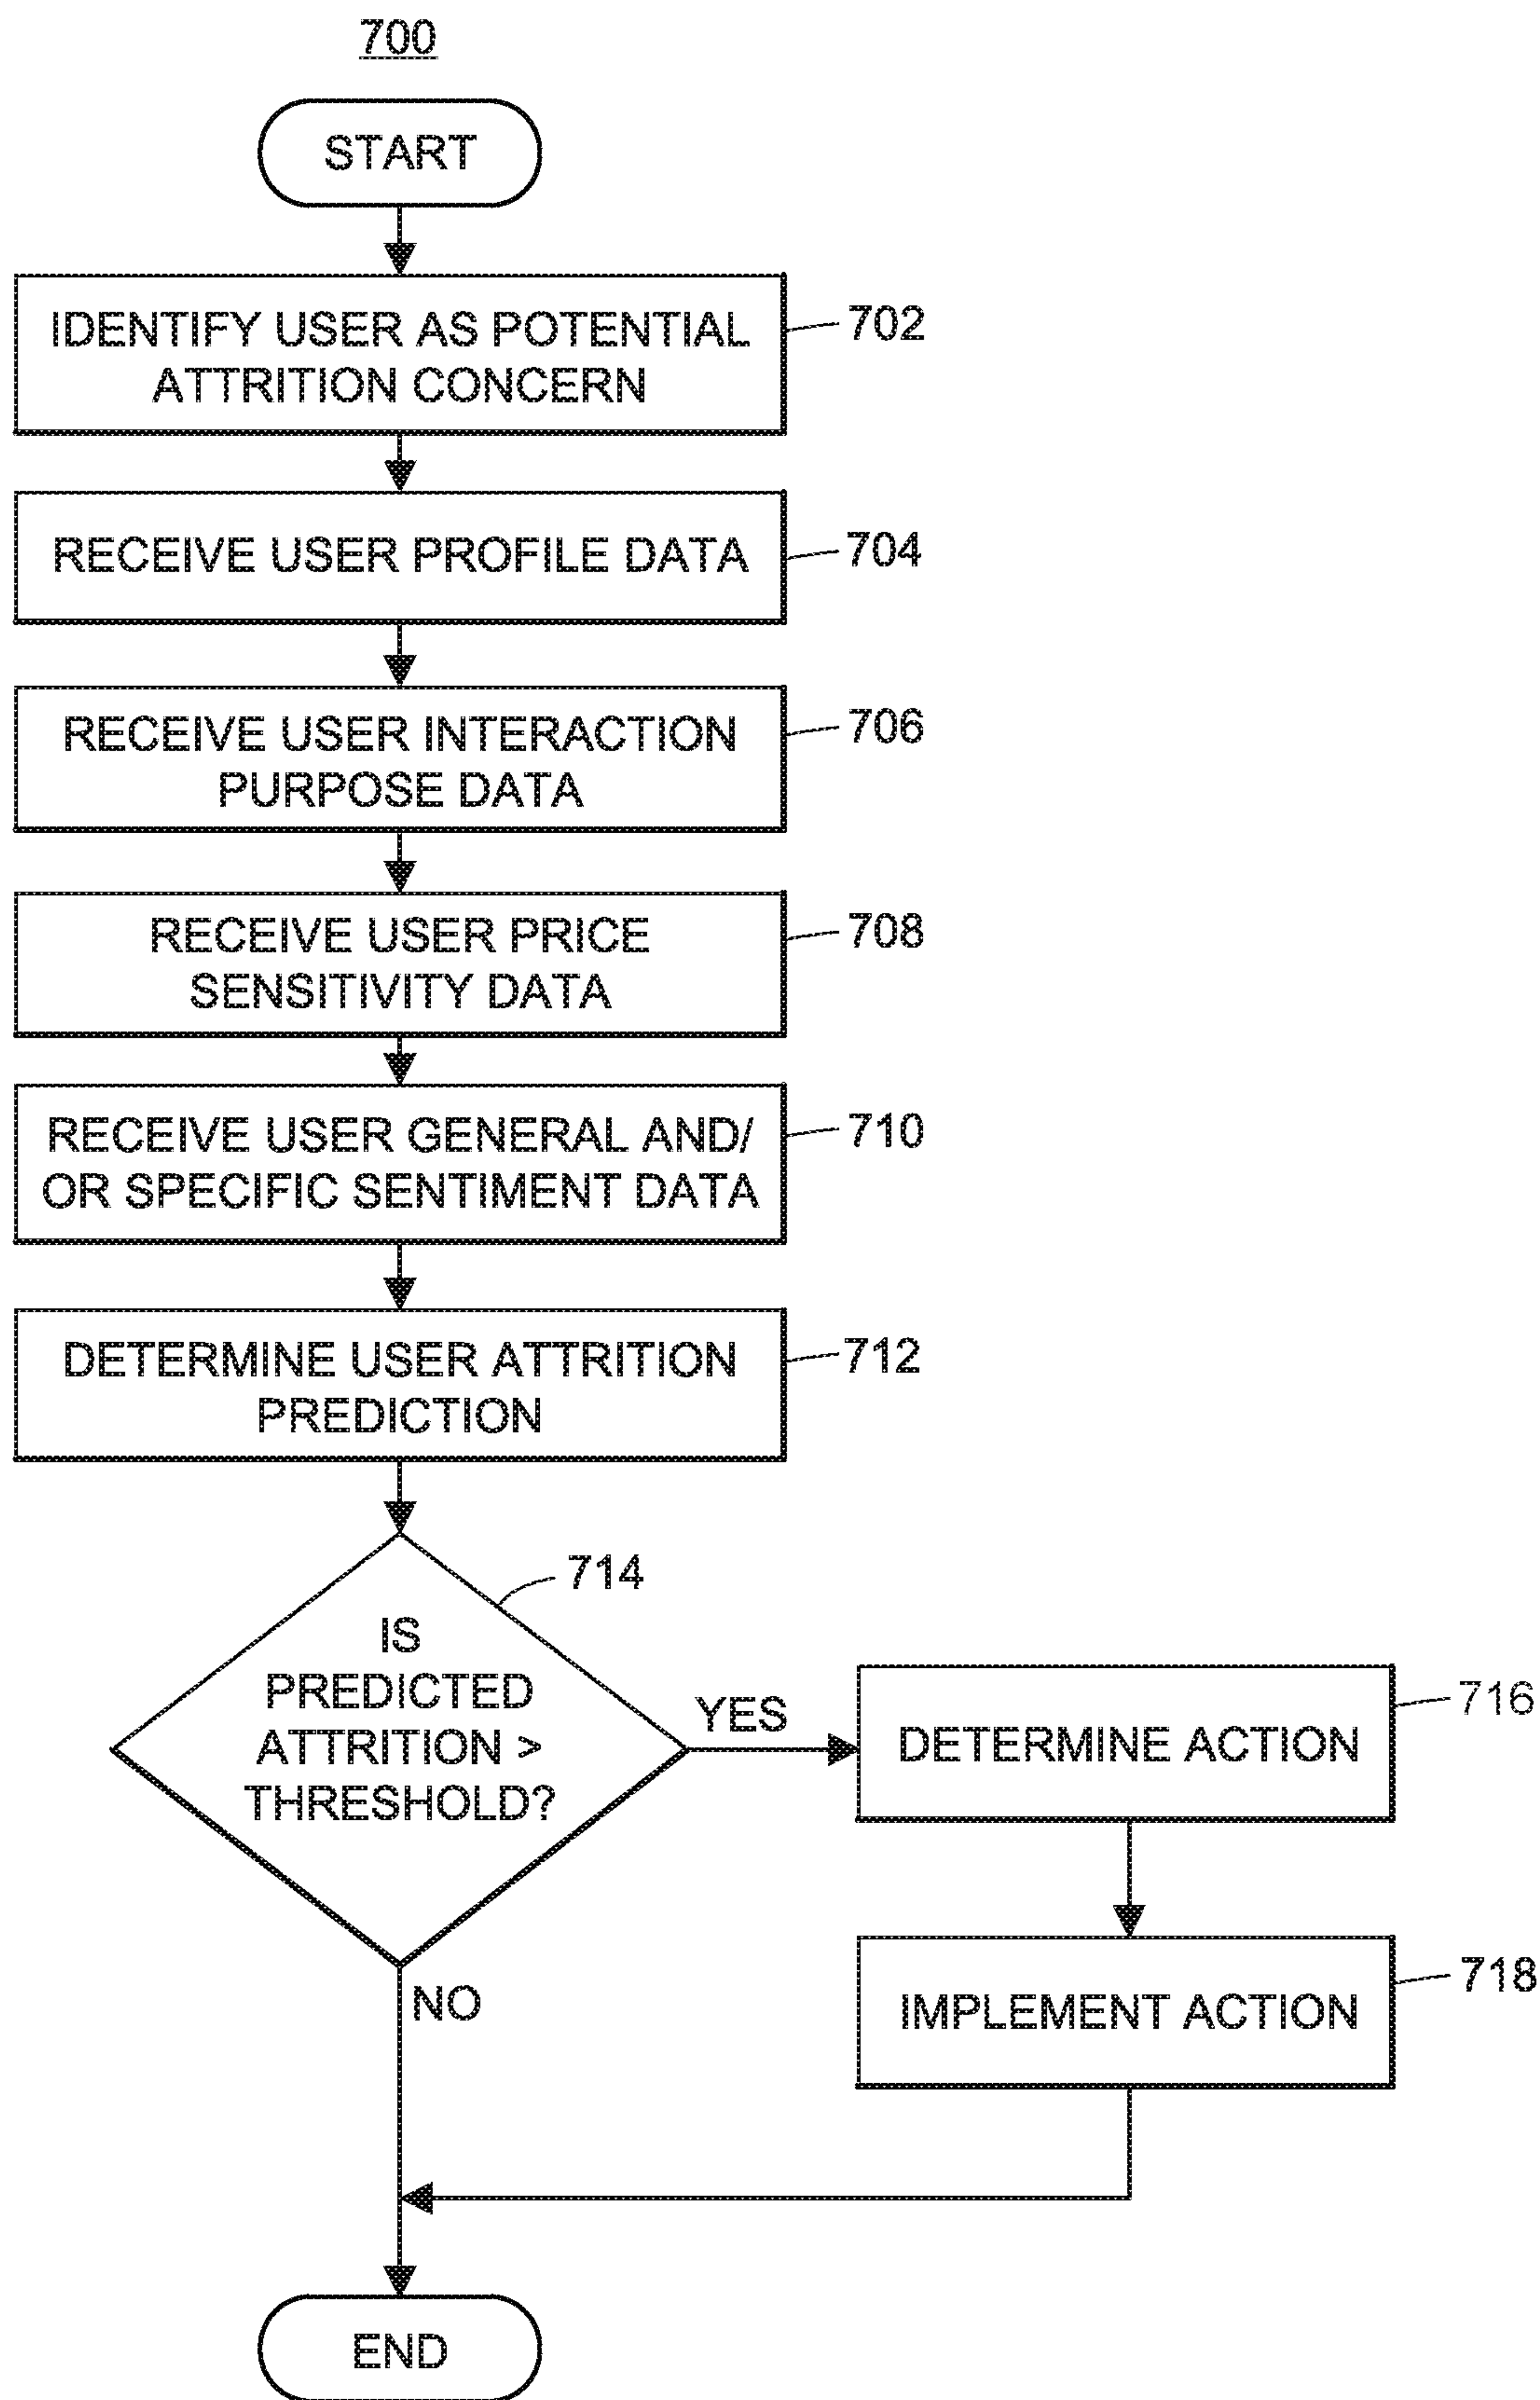 700
START
IDENTIFY USER AS POTENTIAL
ATTRITION CONCERN
702
RECEIVE USER PROFILE DATA
704
RECEIVE USER INTERACTION
PURPOSE DATA
706
RECEIVE USER PRICE
SENSITIVITY DATA
708
RECEIVE USER GENERAL AND/
OR SPECIFIC SENTIMENT DATA
710
DETERMINE USER ATTRITION
PREDICTION
712
714
IS
PREDICTED
ATTRITION >
THRESHOLD?
YES
DETERMINE ACTION
716
IMPLEMENT ACTION
718
NO
END